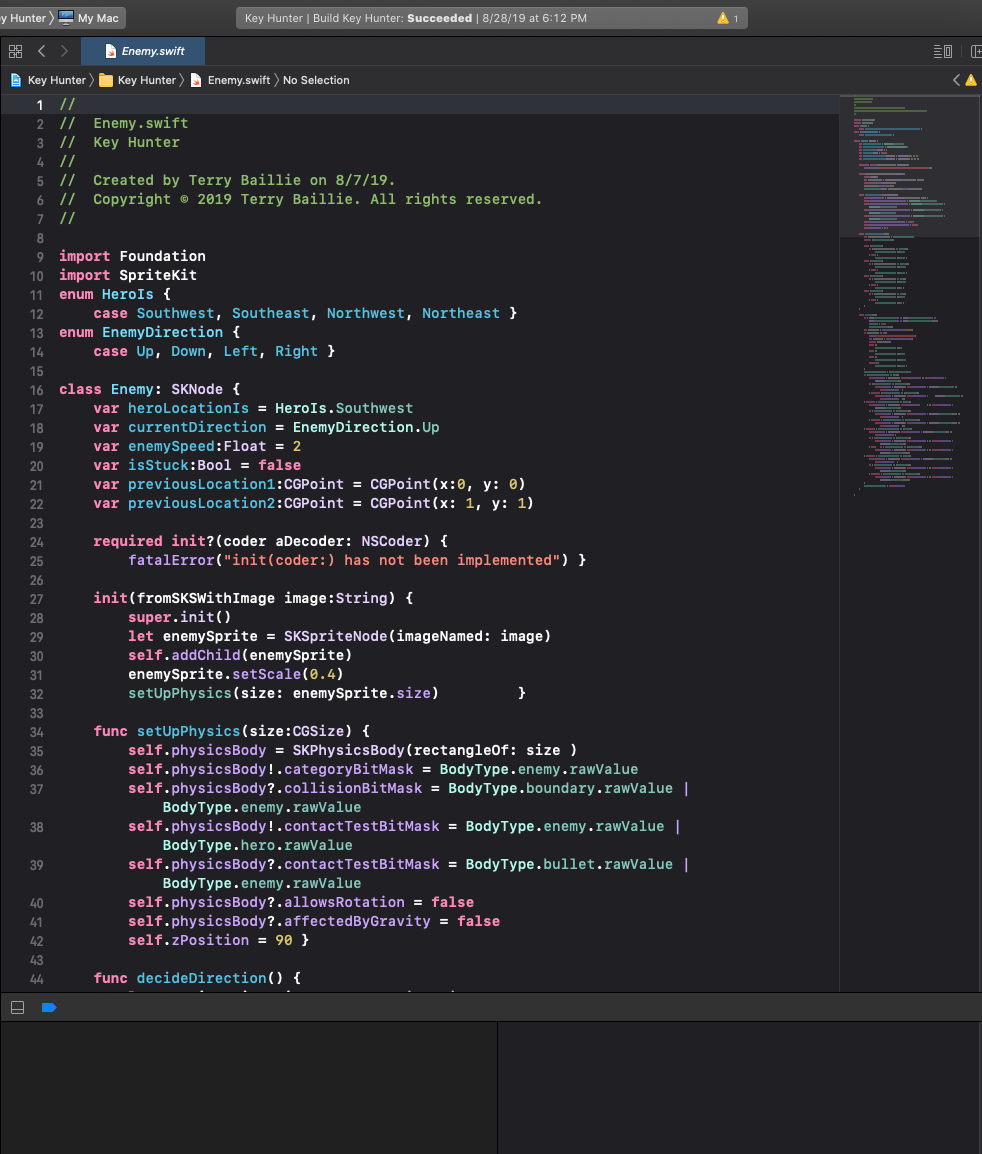 y Hunter My Mac Key Hunter | Build Key Hunter: Succeeded | 8/28/19 at 6:12 PM 1
Enemy.swift
Key Hunter Key Hunter Enemy.swift No Selection
1 //
2 //  Enemy.swift
3 //  Key Hunter
4 //
5 //  Created by Terry Baillie on 8/7/19.
6 //  Copyright © 2019 Terry Baillie. All rights reserved.
7 //
8
9 import Foundation
10 import SpriteKit
11 enum HeroIs {
12     case Southwest, Southeast, Northwest, Northeast }
13 enum EnemyDirection {
14     case Up, Down, Left, Right }
15
16 class Enemy: SKNode {
17     var heroLocationIs = HeroIs.Southwest
18     var currentDirection = EnemyDirection.Up
19     var enemySpeed:Float = 2
20     var isStuck:Bool = false
21     var previousLocation1:CGPoint = CGPoint(x:0, y: 0)
22     var previousLocation2:CGPoint = CGPoint(x: 1, y: 1)
23
24     required init?(coder aDecoder: NSCoder) {
25         fatalError("init(coder:) has not been implemented") }
26
27     init(fromSKSWithImage image:String) {
28         super.init()
29         let enemySprite = SKSpriteNode(imageNamed: image)
30         self.addChild(enemySprite)
31         enemySprite.setScale(0.4)
32         setUpPhysics(size: enemySprite.size)         }
33
34     func setUpPhysics(size:CGSize) {
35         self.physicsBody = SKPhysicsBody(rectangleOf: size )
36         self.physicsBody!.categoryBitMask = BodyType.enemy.rawValue
37         self.physicsBody?.collisionBitMask = BodyType.boundary.rawValue |
BodyType.enemy.rawValue
38         self.physicsBody!.contactTestBitMask = BodyType.enemy.rawValue |
BodyType.hero.rawValue
39         self.physicsBody?.contactTestBitMask = BodyType.bullet.rawValue |
BodyType.enemy.rawValue
40         self.physicsBody?.allowsRotation = false
41         self.physicsBody?.affectedByGravity = false
42         self.zPosition = 90 }
43
44     func decideDirection() {